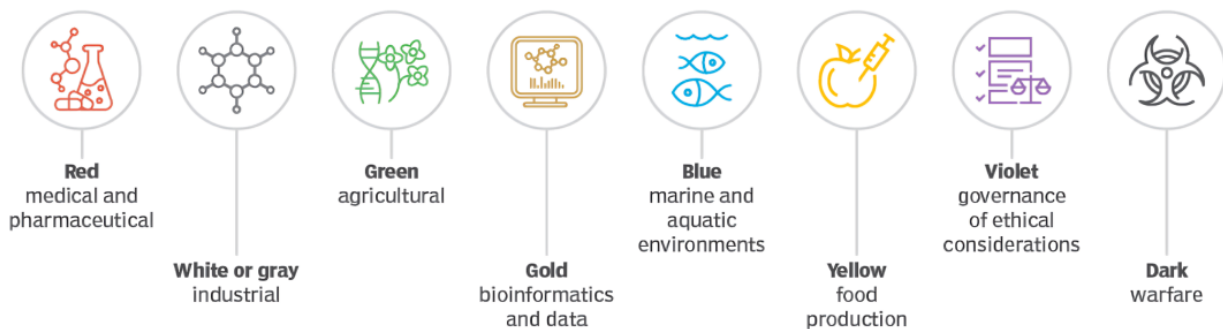 Red
medical and
pharmaceutical
White or gray
industrial
Green
agricultural
Gold
bioinformatics
and data
Blue
marine and
aquatic
environments
Yellow
food
production
Violet
governance
of ethical
considerations
Dark
warfare